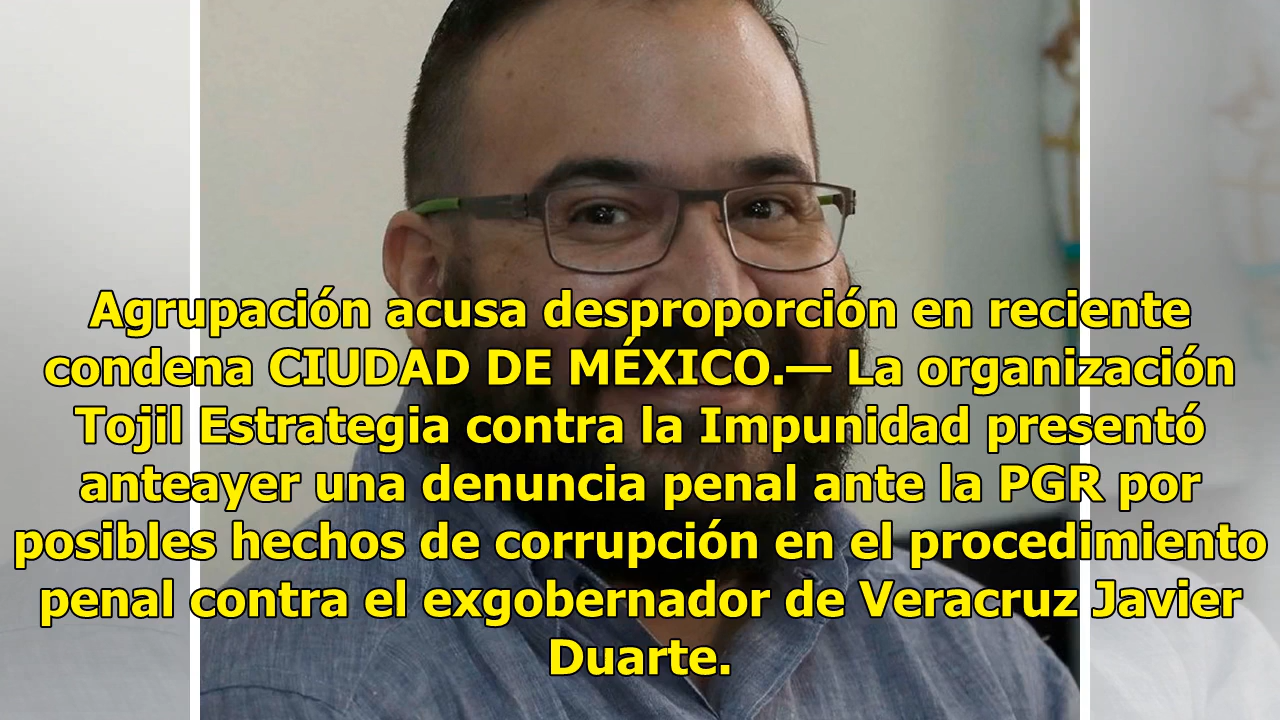 Agrupación acusa desproporción en reciente
condena CIUDAD DE MÉXICO.— La organización
Tojil Estrategia contra la Impunidad presentó
anteayer una denuncia penal ante la PGR por
posibles hechos de corrupción en el procedimiento
penal contra el exgobernador de Veracruz Javier
Duarte.